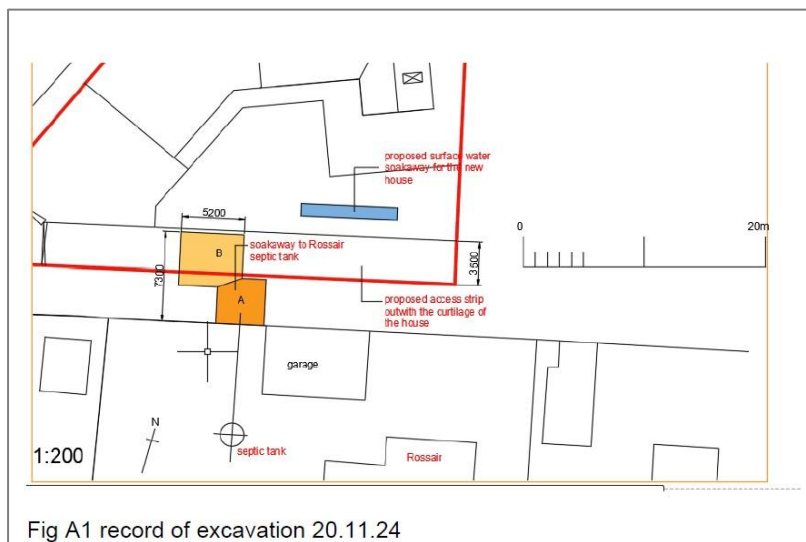 proposed surface water
soakaway for the new
house
5200
0
20m
B
soakaway to Rossair
septic tank
7300
3500
A
proposed access strip
outwith the curtilage of
the house
garage
N
1:200
septic tank
Rossair
Fig A1 record of excavation 20.11.24